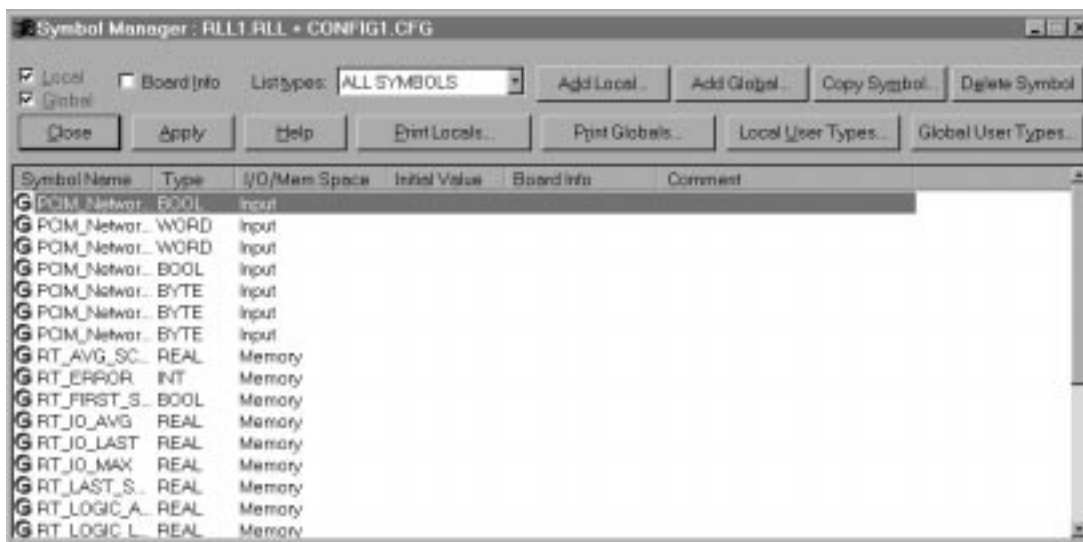 Symbol Manager : RLL1.RLL + CONFIG1.CFG
Local
Global
Board Info
List types: ALL SYMBOLS
Add Local... Add Global... Copy Symbol... Delete Symbol
Close Apply Help Print Locals... Print Globals... Local User Types... Global User Types...
Symbol Name Type I/O/Mem Space Initial Value Board Info Comment
G PCIM_Networ... BOOL Input
G PCIM_Networ... WORD Input
G PCIM_Networ... WORD Input
G PCIM_Networ... BOOL Input
G PCIM_Networ... BYTE Input
G PCIM_Networ... BYTE Input
G PCIM_Networ... BYTE Input
G RT_AVG_SC... REAL Memory
G RT_ERROR INT Memory
G RT_FIRST_S... BOOL Memory
G RT_IO_AVG REAL Memory
G RT_IO_LAST REAL Memory
G RT_IO_MAX REAL Memory
G RT_LAST_S... REAL Memory
G RT_LOGIC_A... REAL Memory
G RT_LOGIC_L... REAL Memory